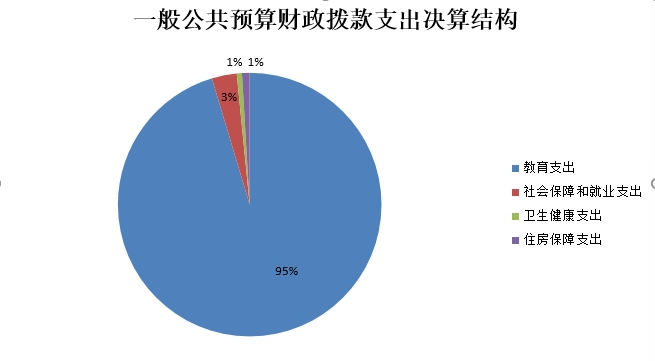 一般公共预算财政拨款支出决算结构
1% 1%
3%
教育支出
社会保障和就业支出
卫生健康支出
住房保障支出
95%